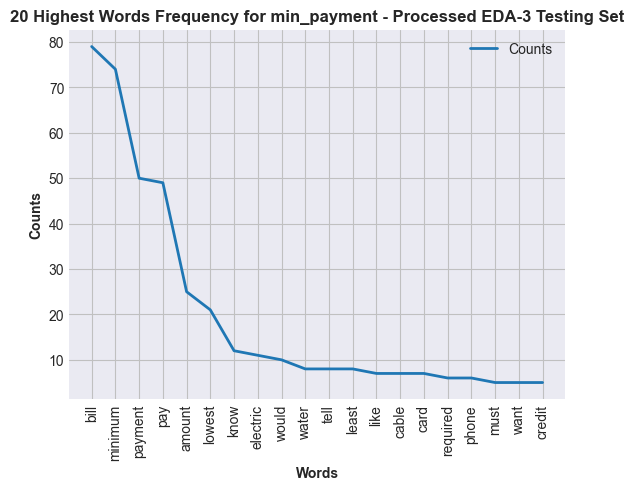 20 Highest Words Frequency for min_payment - Processed EDA-3 Testing Set
Counts
80
70
60
50
40
30
20
10
Counts
bill
minimum
payment
pay
amount
lowest
know
electric
would
water
tell
least
like
cable
card
required
phone
must
want
credit
Words